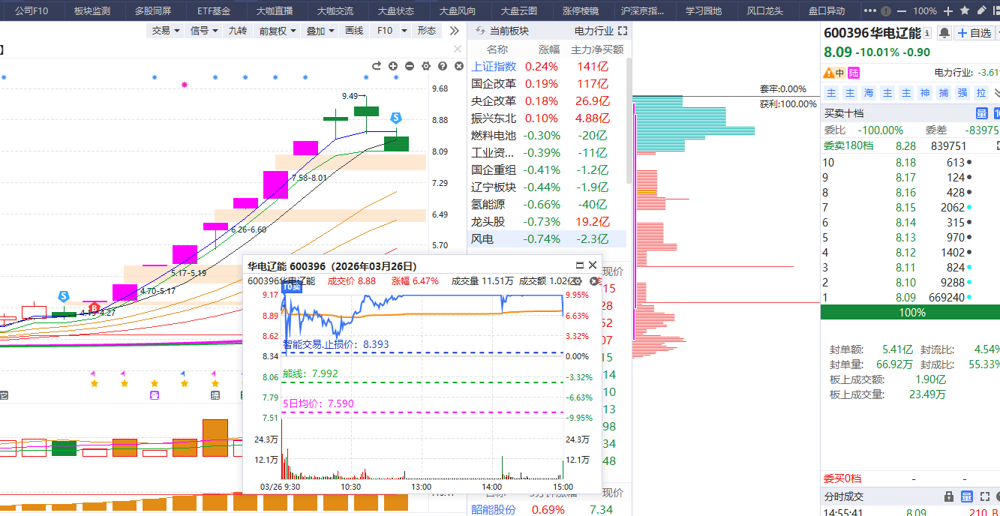 公司F10 板块监测 多股同屏 ETF基金 大咖直播 大咖交流 大盘状态 大盘风向 大盘云图 涨停棱镜 沪深京指... 学习园地 风口龙头 盘口异动 100%
交易 信号 九转 前复权 叠加 画线 F10 形态
】
9.68
8.88
8.09
7.29
6.49
5.70
9.49
S
7.58-8.01
6.26-6.60
5.17-5.19
4.70-5.17
4.19-4.27
S
B
当前板块 电力行业
名称 涨幅 主力净买额
上证指数 0.24% 141亿
国企改革 0.19% 117亿
央企改革 0.18% 26.9亿
振兴东北 0.10% 4.88亿
燃料电池 -0.30% -20亿
工业资... -0.39% -11亿
国企重组 -0.41% -1.2亿
辽宁板块 -0.44% -1.9亿
氢能源 -0.66% -40亿
龙头股 -0.73% 19.2亿
风电 -0.74% -2.3亿
现价
15
28
52
07
15
14
10
13
98
34
48
现价
韶能股份 0.69% 7.34
套牢:0.00%
获利:100.00%
华电辽能 600396（2026年03月26日）
600396华电辽能 成交价 8.88 涨幅 6.47% 成交量 11.51万 成交额 1.02亿
T0卖
9.17 9.95%
8.89 6.63%
8.62 3.32%
8.34 0.00%
8.06 -3.32%
7.79 -6.63%
7.51 -9.95%
24.3万 24.3万
12.1万 12.1万
智能交易.止损价：8.393
能线：7.992
5日均价：7.590
03/26 9:30 10:30 13:00 14:00 15:00
600396华电辽能 自选
8.09 -10.01% -0.90
中 陆 电力行业: -3.61
主 主 海 主 主 神 捕 强 拉
买卖十档 量
委比 -100.00% 委差 -83975
委卖180档 8.28 839751
10 8.18 613
9 8.17 124
8 8.16 428
7 8.15 2062
6 8.14 315
5 8.13 970
4 8.12 1402
3 8.11 824
2 8.10 9288
1 8.09 669240
100%
封单额: 5.41亿 封流比: 4.54%
封单量: 66.92万 封成比: 55.33%
板上成交额: 1.90亿
板上成交量: 23.49万
委买0档 - -
分时成交 量
14:55:41 8.09 210 B